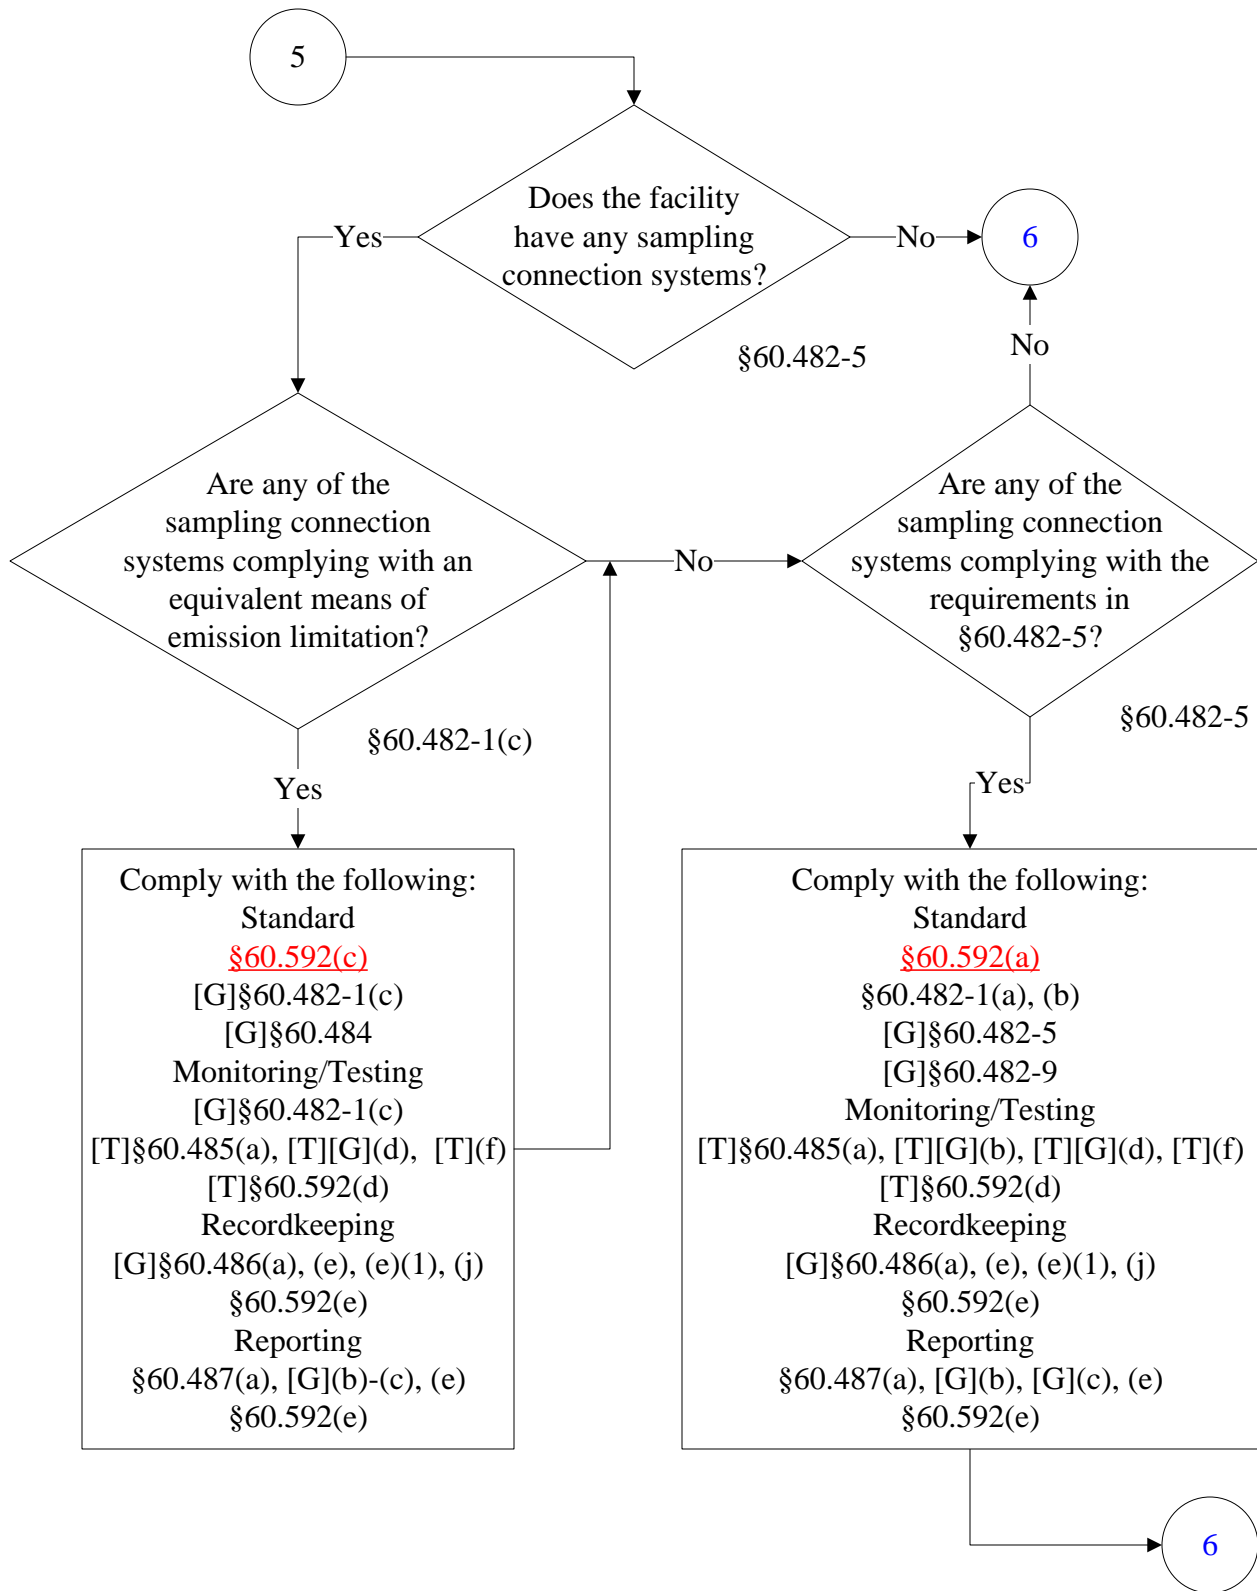 5
Does the facility
have any sampling
connection systems?
Yes
No
6
§60.482-5
No
Are any of the
sampling connection
systems complying with an
equivalent means of
emission limitation?
§60.482-1(c)
No
Are any of the
sampling connection
systems complying with the
requirements in
§60.482-5?
§60.482-5
Yes
Yes
Comply with the following:
Standard
§60.592(c)
[G]§60.482-1(c)
[G]§60.484
Monitoring/Testing
[G]§60.482-1(c)
[T]§60.485(a), [T][G](d), [T](f)
[T]§60.592(d)
Recordkeeping
[G]§60.486(a), (e), (e)(1), (j)
§60.592(e)
Reporting
§60.487(a), [G](b)-(c), (e)
§60.592(e)
Comply with the following:
Standard
§60.592(a)
§60.482-1(a), (b)
[G]§60.482-5
[G]§60.482-9
Monitoring/Testing
[T]§60.485(a), [T][G](b), [T][G](d), [T](f)
[T]§60.592(d)
Recordkeeping
[G]§60.486(a), (e), (e)(1), (j)
§60.592(e)
Reporting
§60.487(a), [G](b), [G](c), (e)
§60.592(e)
6